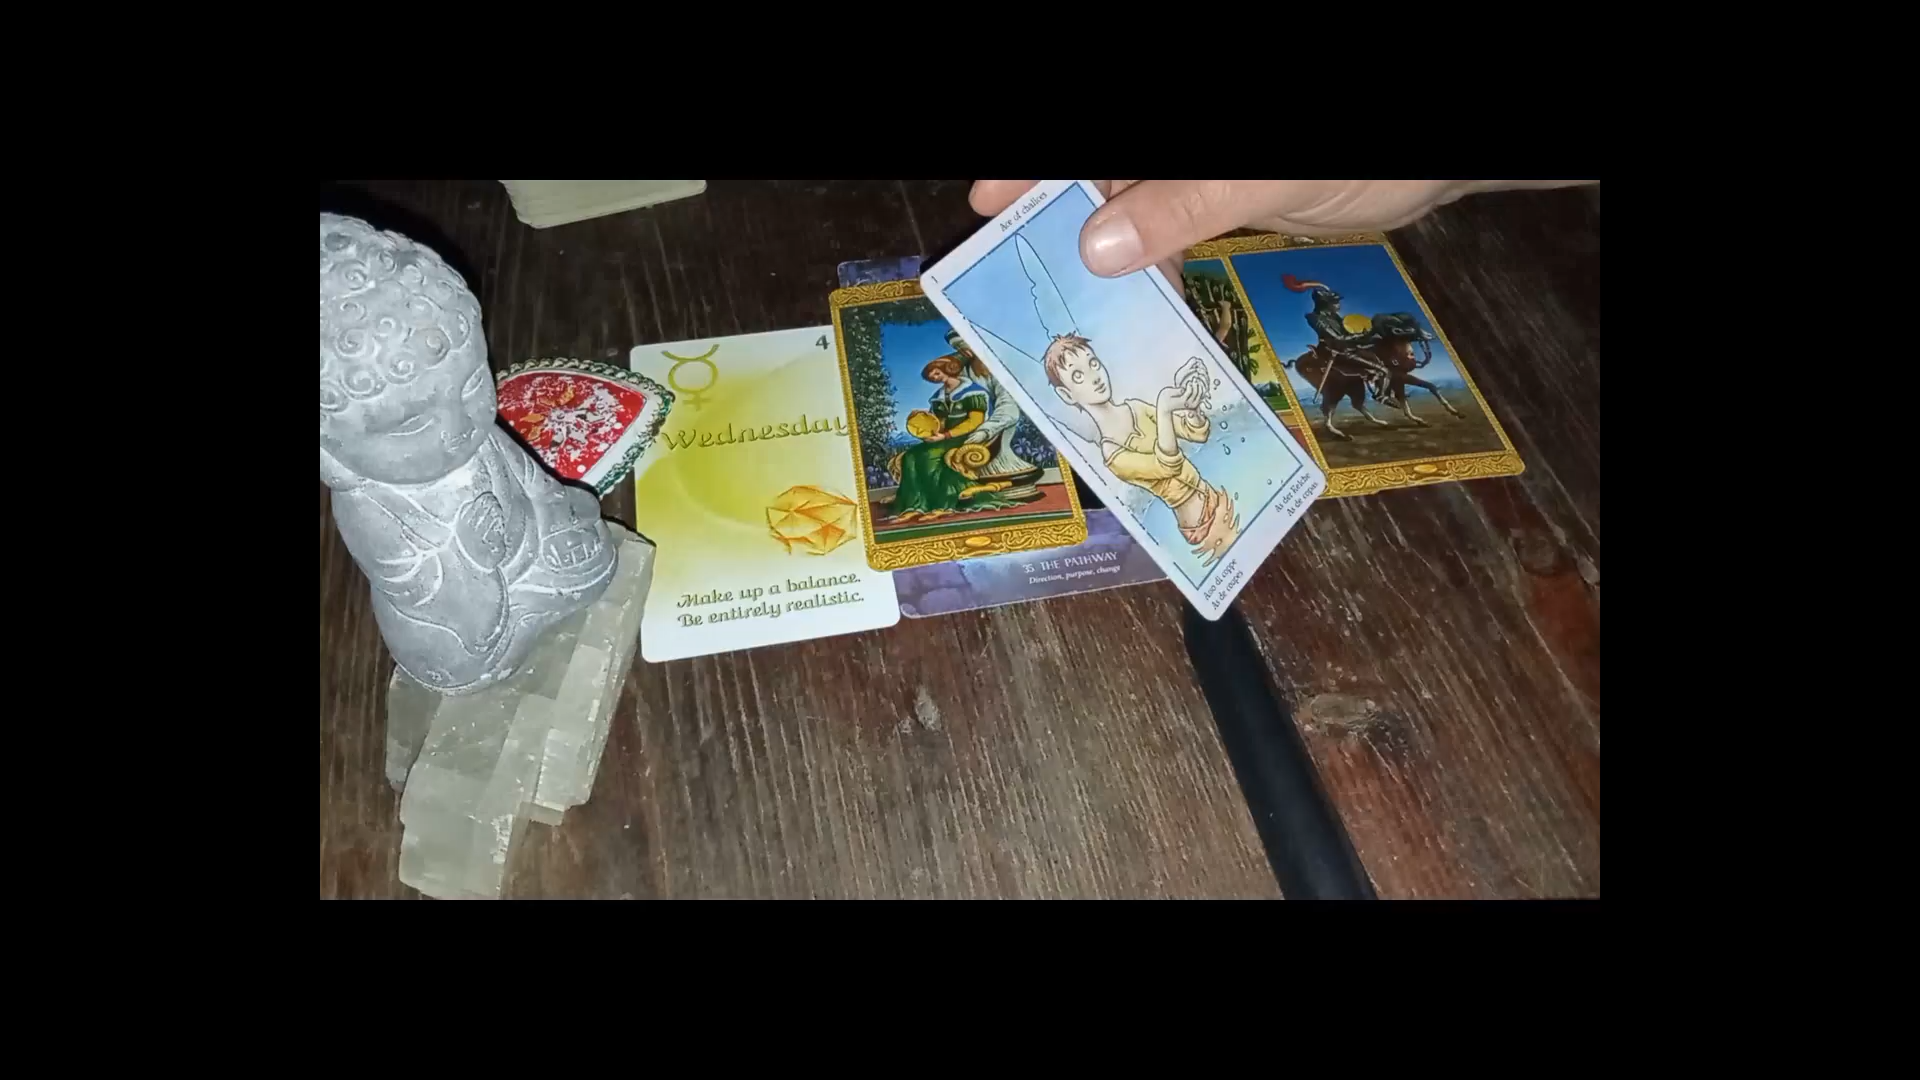 Ace of chalices
1
4
Wednesday
Make up a balance.
Be entirely realistic.
35 THE PATHWAY
Direction, purpose, change
As der Kelche
As de copas
Asso di coppe
As de coupes